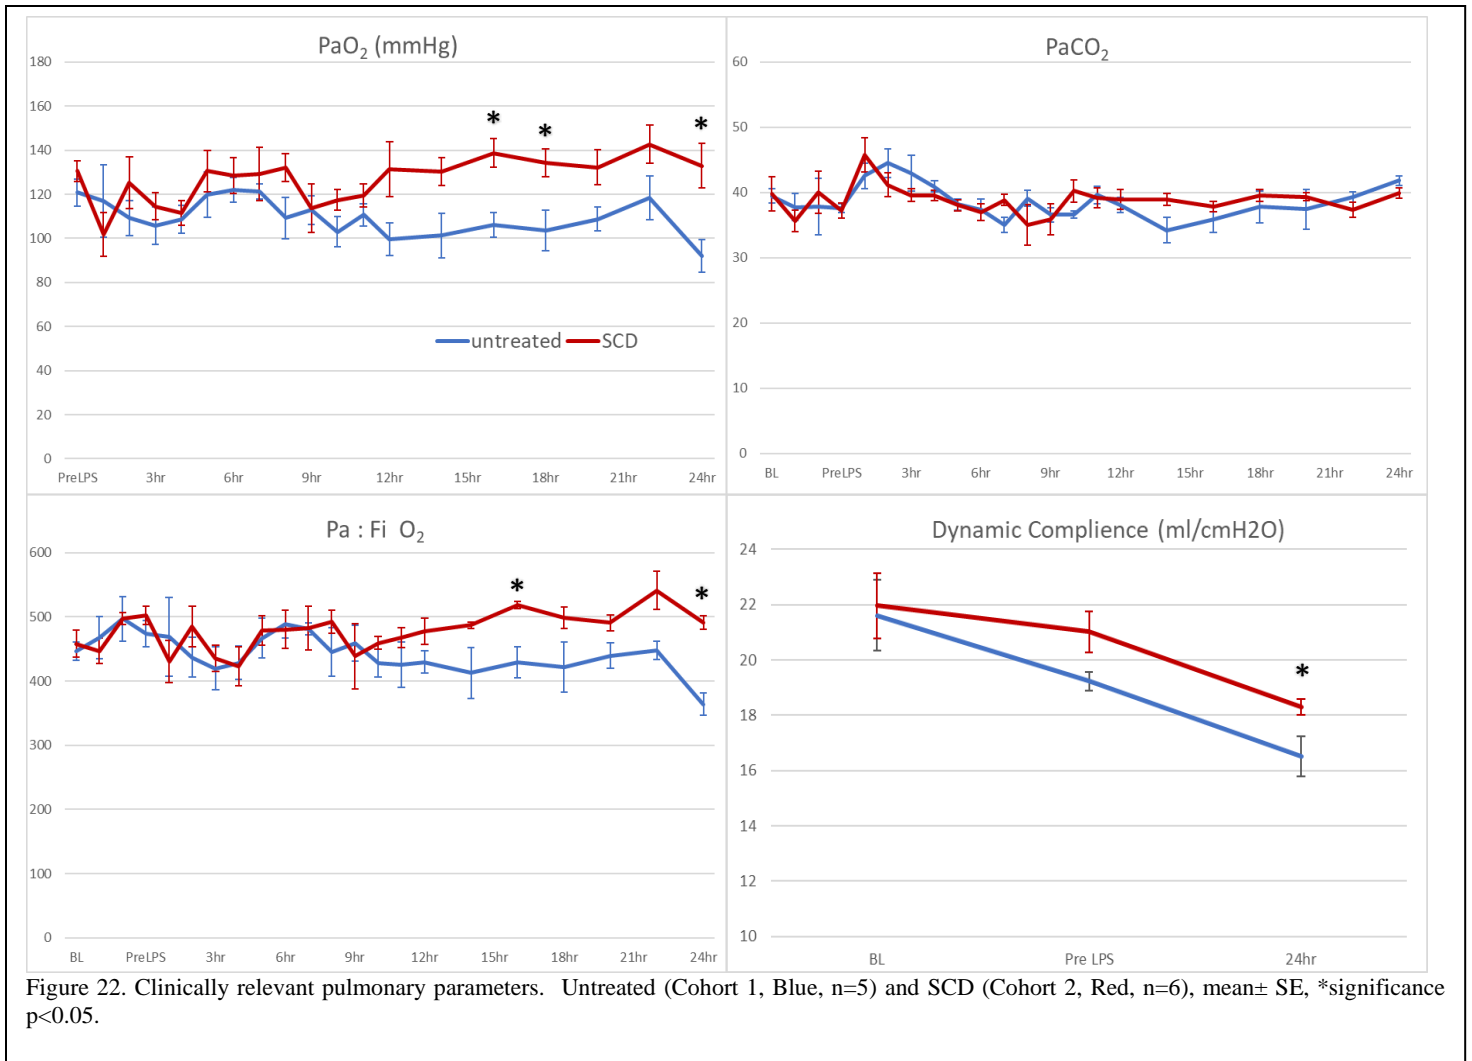 PaO2 (mmHg)
180
160
140
120
100
80
60
40
20
0
* * *
untreated SCD
PreLPS 3hr 6hr 9hr 12hr 15hr 18hr 21hr 24hr
PaCO2
60
50
40
30
20
10
0
BL PreLPS 3hr 6hr 9hr 12hr 15hr 18hr 21hr 24hr
Pa : Fi O2
600
500
400
300
200
100
0
* *
BL PreLPS 3hr 6hr 9hr 12hr 15hr 18hr 21hr 24hr
Dynamic Complience (ml/cmH2O)
24
22
20
18
16
14
12
10
*
BL Pre LPS 24hr
Figure 22. Clinically relevant pulmonary parameters. Untreated (Cohort 1, Blue, n=5) and SCD (Cohort 2, Red, n=6), mean± SE, *significance
p<0.05.